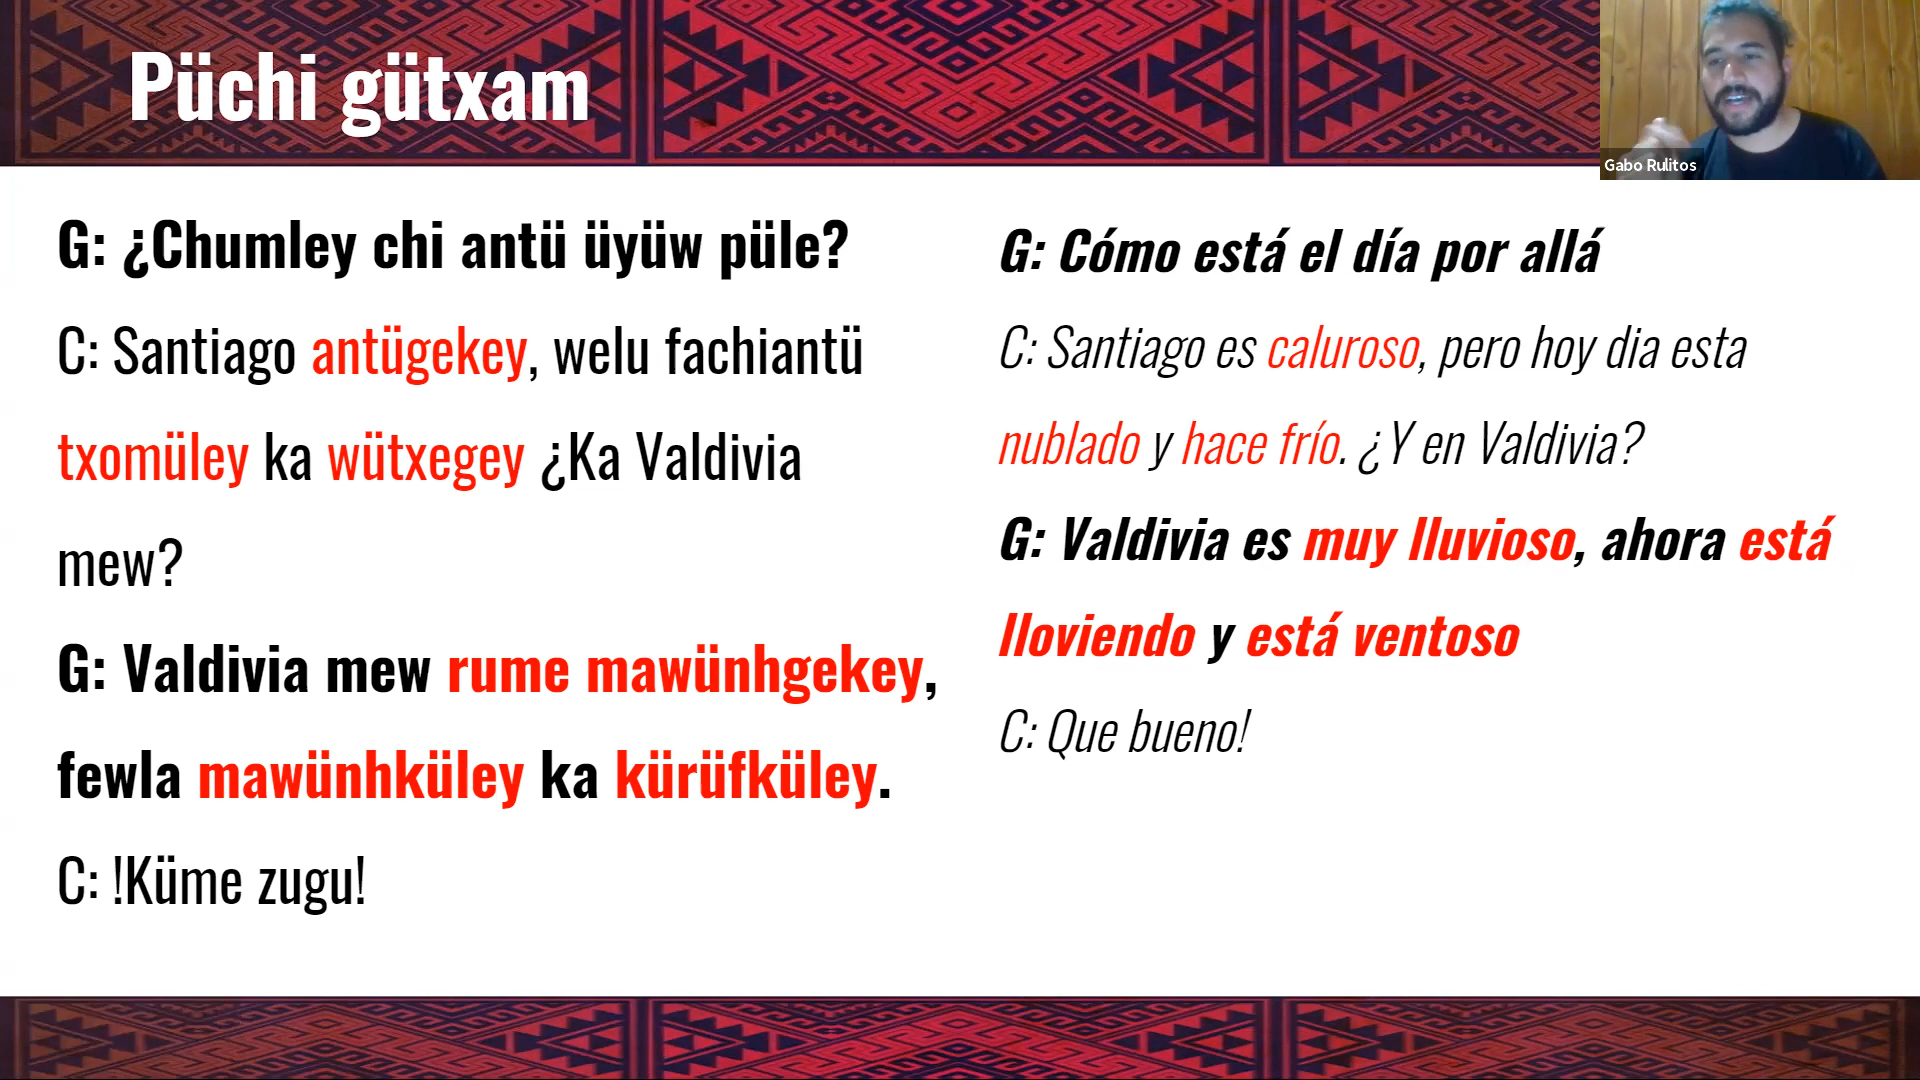 Püchi gütxam
Gabo Rulitos
G: ¿Chumley chi antü üyüw püle?
C: Santiago antügekey, welu fachiantü
txomüley ka wütxegey ¿Ka Valdivia
mew?
G: Valdivia mew rume mawünhgekey,
fewla mawünhküley ka kürüfküley.
C: !Küme zugu!
G: Cómo está el día por allá
C: Santiago es caluroso, pero hoy dia esta
nublado y hace frío. ¿Y en Valdivia?
G: Valdivia es muy lluvioso, ahora está
lloviendo y está ventoso
C: Que bueno!